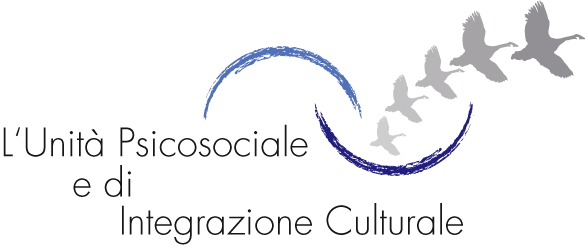 L'Unità Psicosociale
e di
Integrazione Culturale